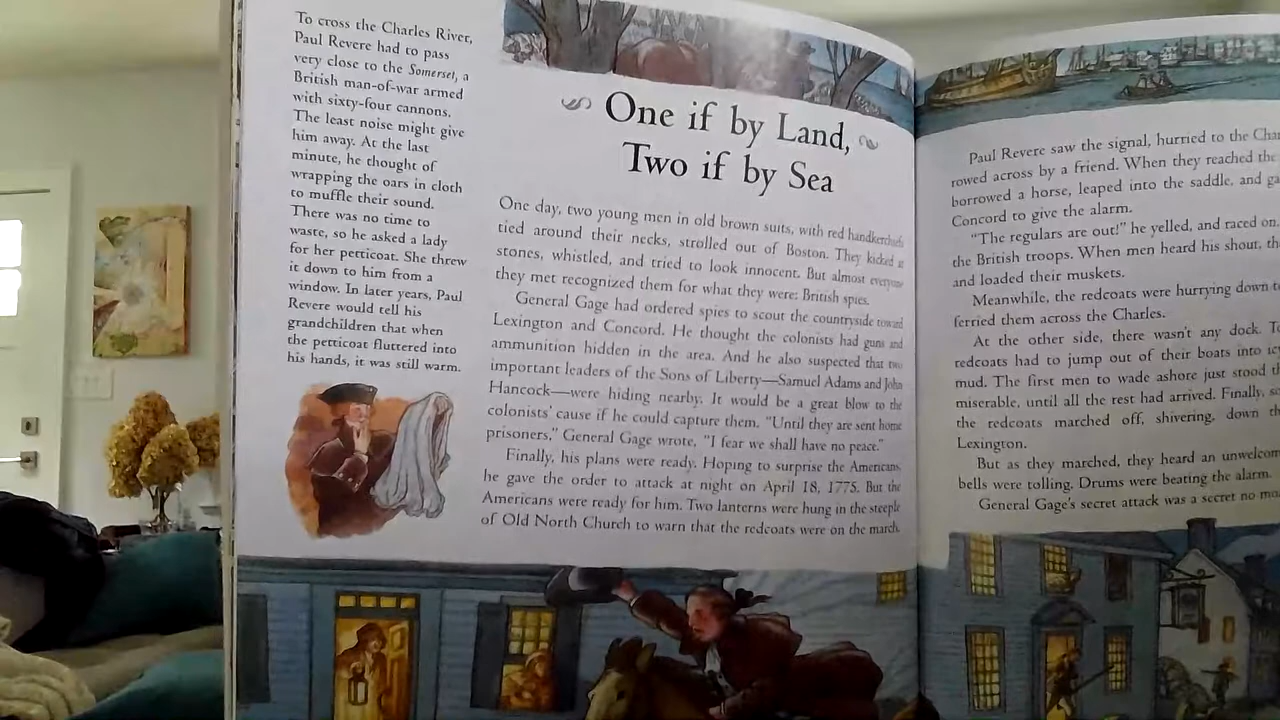 To cross the Charles River,
Paul Revere had to pass
very close to the Somerset, a
British man-of-war armed
with sixty-four cannons.
The least noise might give
him away. At the last
minute, he thought of
wrapping the oars in cloth
to muffle their sound.
There was no time to
waste, so he asked a lady
for her petticoat. She threw
it down to him from a
window. In later years, Paul
Revere would tell his
grandchildren that when
the petticoat fluttered into
his hands, it was still warm.
One if by Land,
Two if by Sea
One day, two young men in old brown suits, with red handkerchiefs
tied around their necks, strolled out of Boston. They kicked at
stones, whistled, and tried to look innocent. But almost everyone
they met recognized them for what they were: British spies.
General Gage had ordered spies to scout the countryside toward
Lexington and Concord. He thought the colonists had guns and
ammunition hidden in the area. And he also suspected that two
important leaders of the Sons of Liberty—Samuel Adams and John
Hancock—were hiding nearby. It would be a great blow to the
colonists' cause if he could capture them. "Until they are sent home
prisoners," General Gage wrote, "I fear we shall have no peace."
Finally, his plans were ready. Hoping to surprise the Americans,
he gave the order to attack at night on April 18, 1775. But the
Americans were ready for him. Two lanterns were hung in the steeple
of Old North Church to warn that the redcoats were on the march.
Paul Revere saw the signal, hurried to the
rowed across by a friend. When they reached the
borrowed a horse, leaped into the saddle, and
Concord to give the alarm.
"The regulars are out!" he yelled, and raced on
the British troops. When men heard his shout,
and loaded their muskets.
Meanwhile, the redcoats were hurrying down
ferried them across the Charles.
At the other side, there wasn't any dock.
redcoats had to jump out of their boats into
mud. The first men to wade ashore just stood
miserable, until all the rest had arrived. Finally,
the redcoats marched off, shivering, down
Lexington.
But as they marched, they heard an
bells were tolling. Drums were beating the alarm.
General Gage's secret attack was a secret no